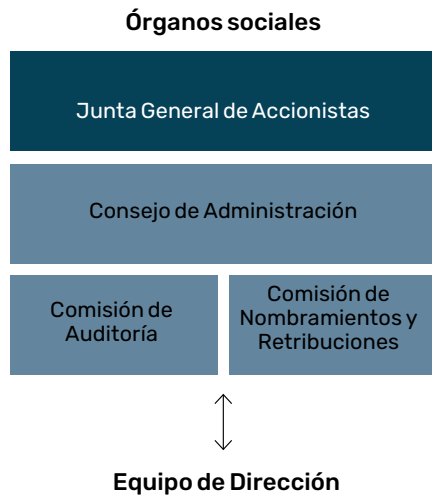 Órganos sociales
Junta General de Accionistas
Consejo de Administración
Comisión de
Auditoría
Comisión de
Nombramientos y
Retribuciones
Equipo de Dirección